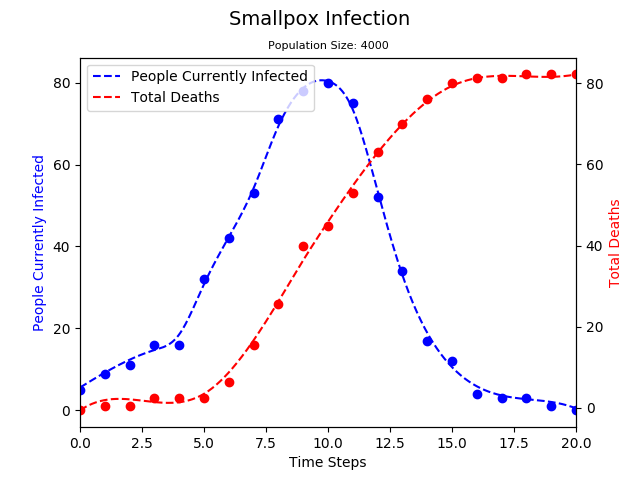 Smallpox Infection
Population Size: 4000
People Currently Infected
Total Deaths
People Currently Infected
80
60
40
20
0
80
60
40
20
0
Total Deaths
0.0 2.5 5.0 7.5 10.0 12.5 15.0 17.5 20.0
Time Steps